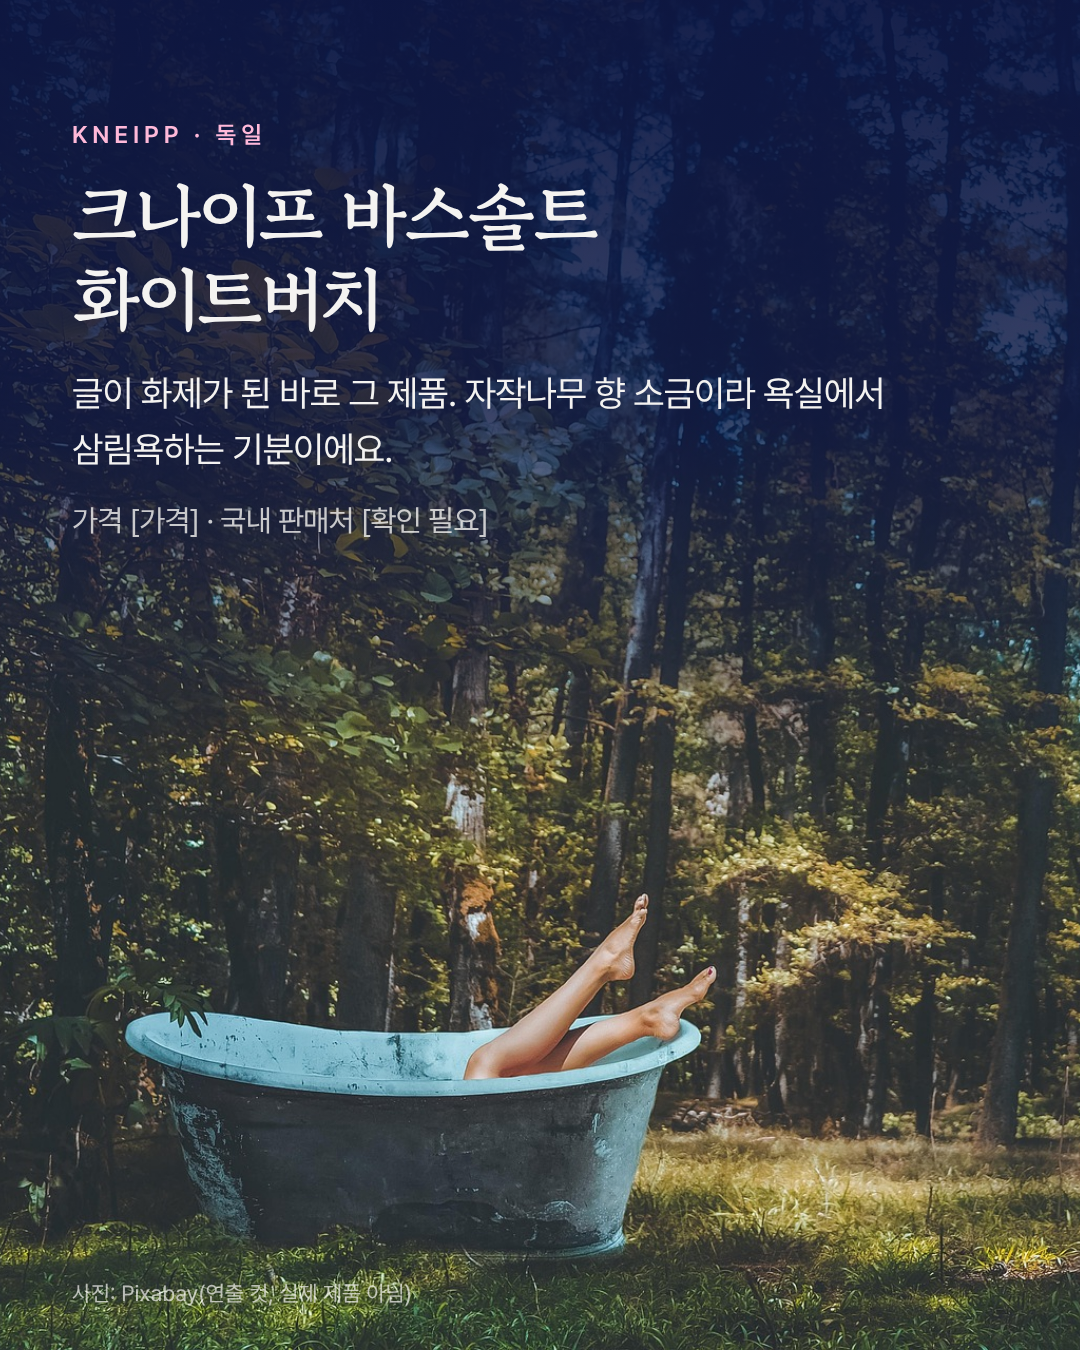 KNEIPP · 독일
크나이프 바스솔트
화이트버치
글이 화제가 된 바로 그 제품. 자작나무 향 소금이라 욕실에서
삼림욕하는 기분이에요.
가격 [가격] · 국내 판매처 [확인 필요]
사진: Pixabay(연출 컷, 실제 제품 아님)